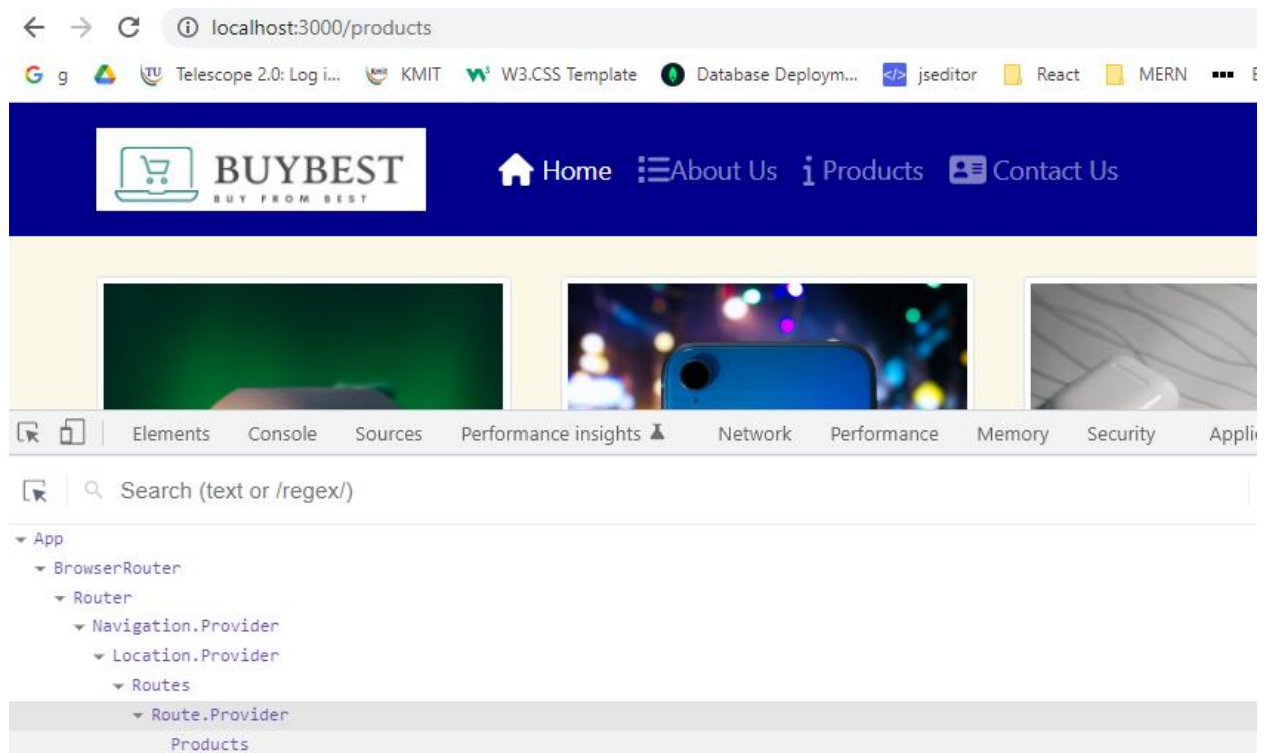 localhost:3000/products
G g Telescope 2.0: Log i... KMIT W3.CSS Template Database Deploym... </> jseditor React MERN
BUYBEST
BUY FROM BEST
Home About Us i Products Contact Us
Elements Console Sources Performance insights Network Performance Memory Security Applic
Search (text or /regex/)
App
BrowserRouter
Router
Navigation.Provider
Location.Provider
Routes
Route.Provider
Products